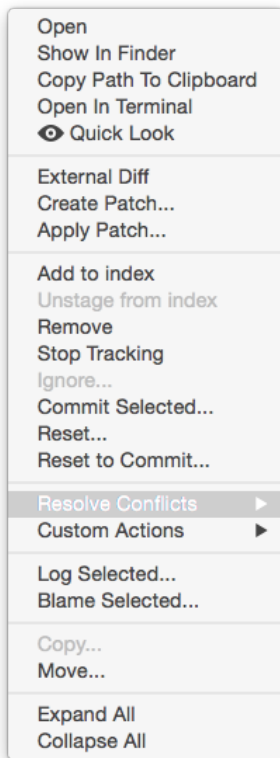 Open
Show In Finder
Copy Path To Clipboard
Open In Terminal
Quick Look
External Diff
Create Patch...
Apply Patch...
Add to index
Unstage from index
Remove
Stop Tracking
Ignore...
Commit Selected...
Reset...
Reset to Commit...
Resolve Conflicts
Custom Actions
Log Selected...
Blame Selected...
Copy...
Move...
Expand All
Collapse All